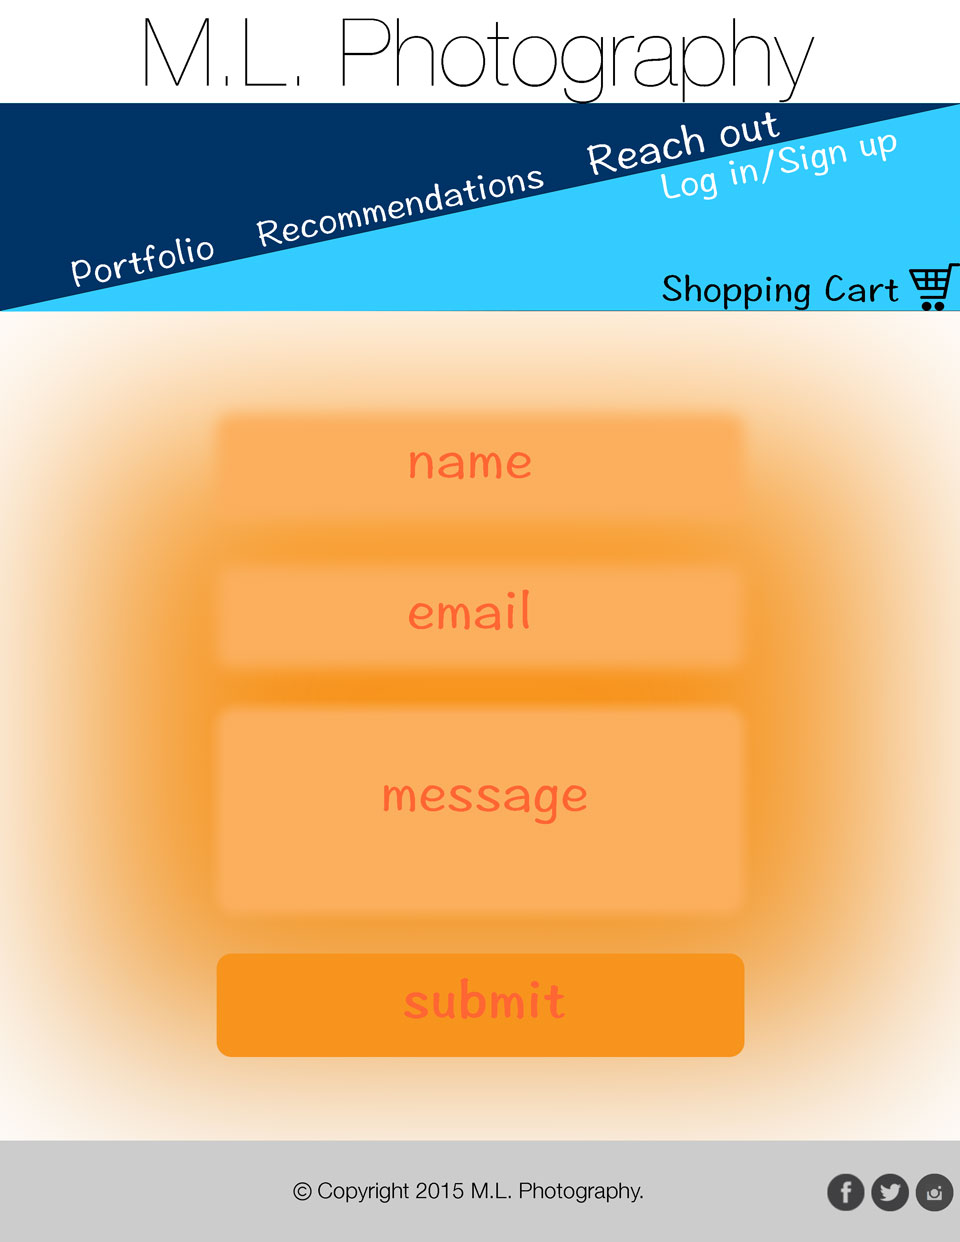 M.L. Photography
Portfolio
Recommendations
Reach out
Log in/Sign up
Shopping Cart
name
email
message
submit
© Copyright 2015 M.L. Photography.